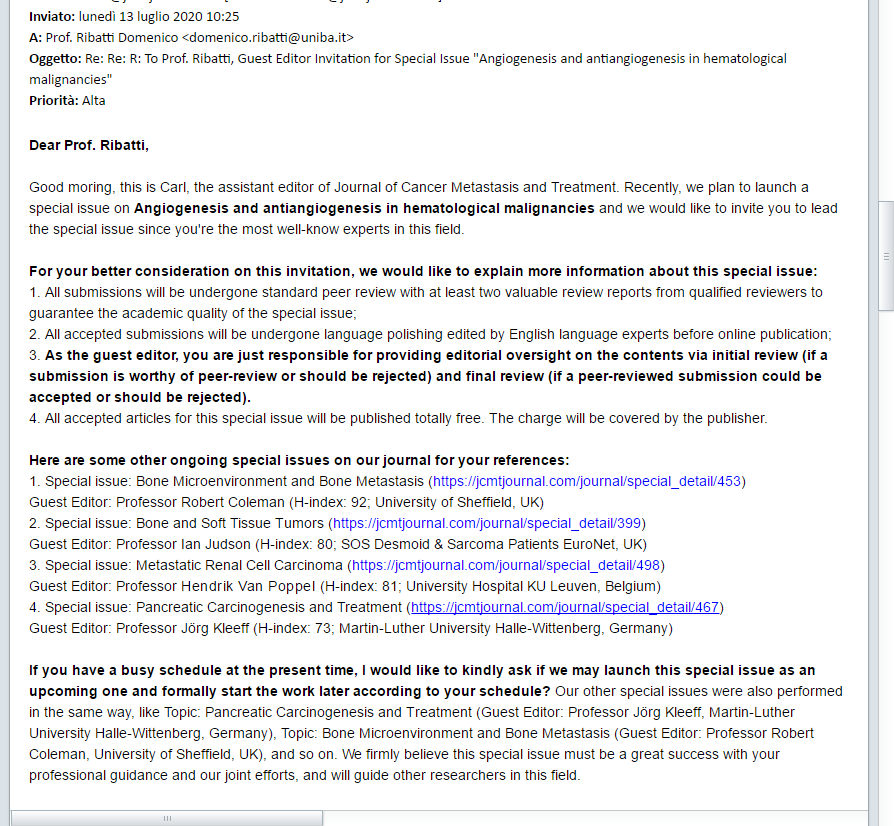 Inviato: lunedì 13 luglio 2020 10:25
A: Prof. Ribatti Domenico <domenico.ribatti@uniba.it>
Oggetto: Re: Re: R: To Prof. Ribatti, Guest Editor Invitation for Special Issue "Angiogenesis and antiangiogenesis in hematological
malignancies"
Priorità: Alta
Dear Prof. Ribatti,
Good moring, this is Carl, the assistant editor of Journal of Cancer Metastasis and Treatment. Recently, we plan to launch a
special issue on Angiogenesis and antiangiogenesis in hematological malignancies and we would like to invite you to lead
the special issue since you're the most well-know experts in this field.
For your better consideration on this invitation, we would like to explain more information about this special issue:
1. All submissions will be undergone standard peer review with at least two valuable review reports from qualified reviewers to
guarantee the academic quality of the special issue;
2. All accepted submissions will be undergone language polishing edited by English language experts before online publication;
3. As the guest editor, you are just responsible for providing editorial oversight on the contents via initial review (if a
submission is worthy of peer-review or should be rejected) and final review (if a peer-reviewed submission could be
accepted or should be rejected).
4. All accepted articles for this special issue will be published totally free. The charge will be covered by the publisher.
Here are some other ongoing special issues on our journal for your references:
1. Special issue: Bone Microenvironment and Bone Metastasis (https://jcmtjournal.com/journal/special_detail/453)
Guest Editor: Professor Robert Coleman (H-index: 92; University of Sheffield, UK)
2. Special issue: Bone and Soft Tissue Tumors (https://jcmtjournal.com/journal/special_detail/399)
Guest Editor: Professor Ian Judson (H-index: 80; SOS Desmoid & Sarcoma Patients EuroNet, UK)
3. Special issue: Metastatic Renal Cell Carcinoma (https://jcmtjournal.com/journal/special_detail/498)
Guest Editor: Professor Hendrik Van Poppel (H-index: 81; University Hospital KU Leuven, Belgium)
4. Special issue: Pancreatic Carcinogenesis and Treatment (https://jcmtjournal.com/journal/special_detail/467)
Guest Editor: Professor Jörg Kleeff (H-index: 73; Martin-Luther University Halle-Wittenberg, Germany)
If you have a busy schedule at the present time, I would like to kindly ask if we may launch this special issue as an
upcoming one and formally start the work later according to your schedule? Our other special issues were also performed
in the same way, like Topic: Pancreatic Carcinogenesis and Treatment (Guest Editor: Professor Jörg Kleeff, Martin-Luther
University Halle-Wittenberg, Germany), Topic: Bone Microenvironment and Bone Metastasis (Guest Editor: Professor Robert
Coleman, University of Sheffield, UK), and so on. We firmly believe this special issue must be a great success with your
professional guidance and our joint efforts, and will guide other researchers in this field.